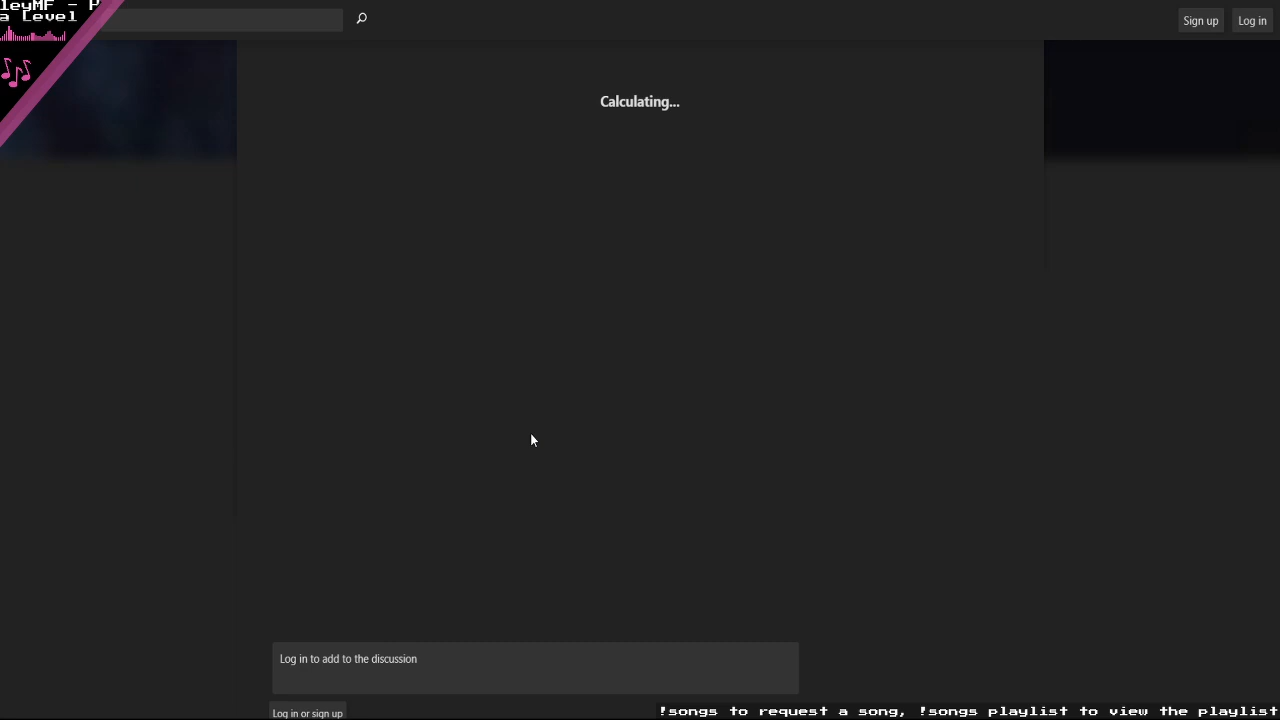 leyMF - P
a Level
Sign up
Log in
Calculating...
Log in to add to the discussion
Log in or sign up
!songs to request a song, !songs playlist to view the playlist